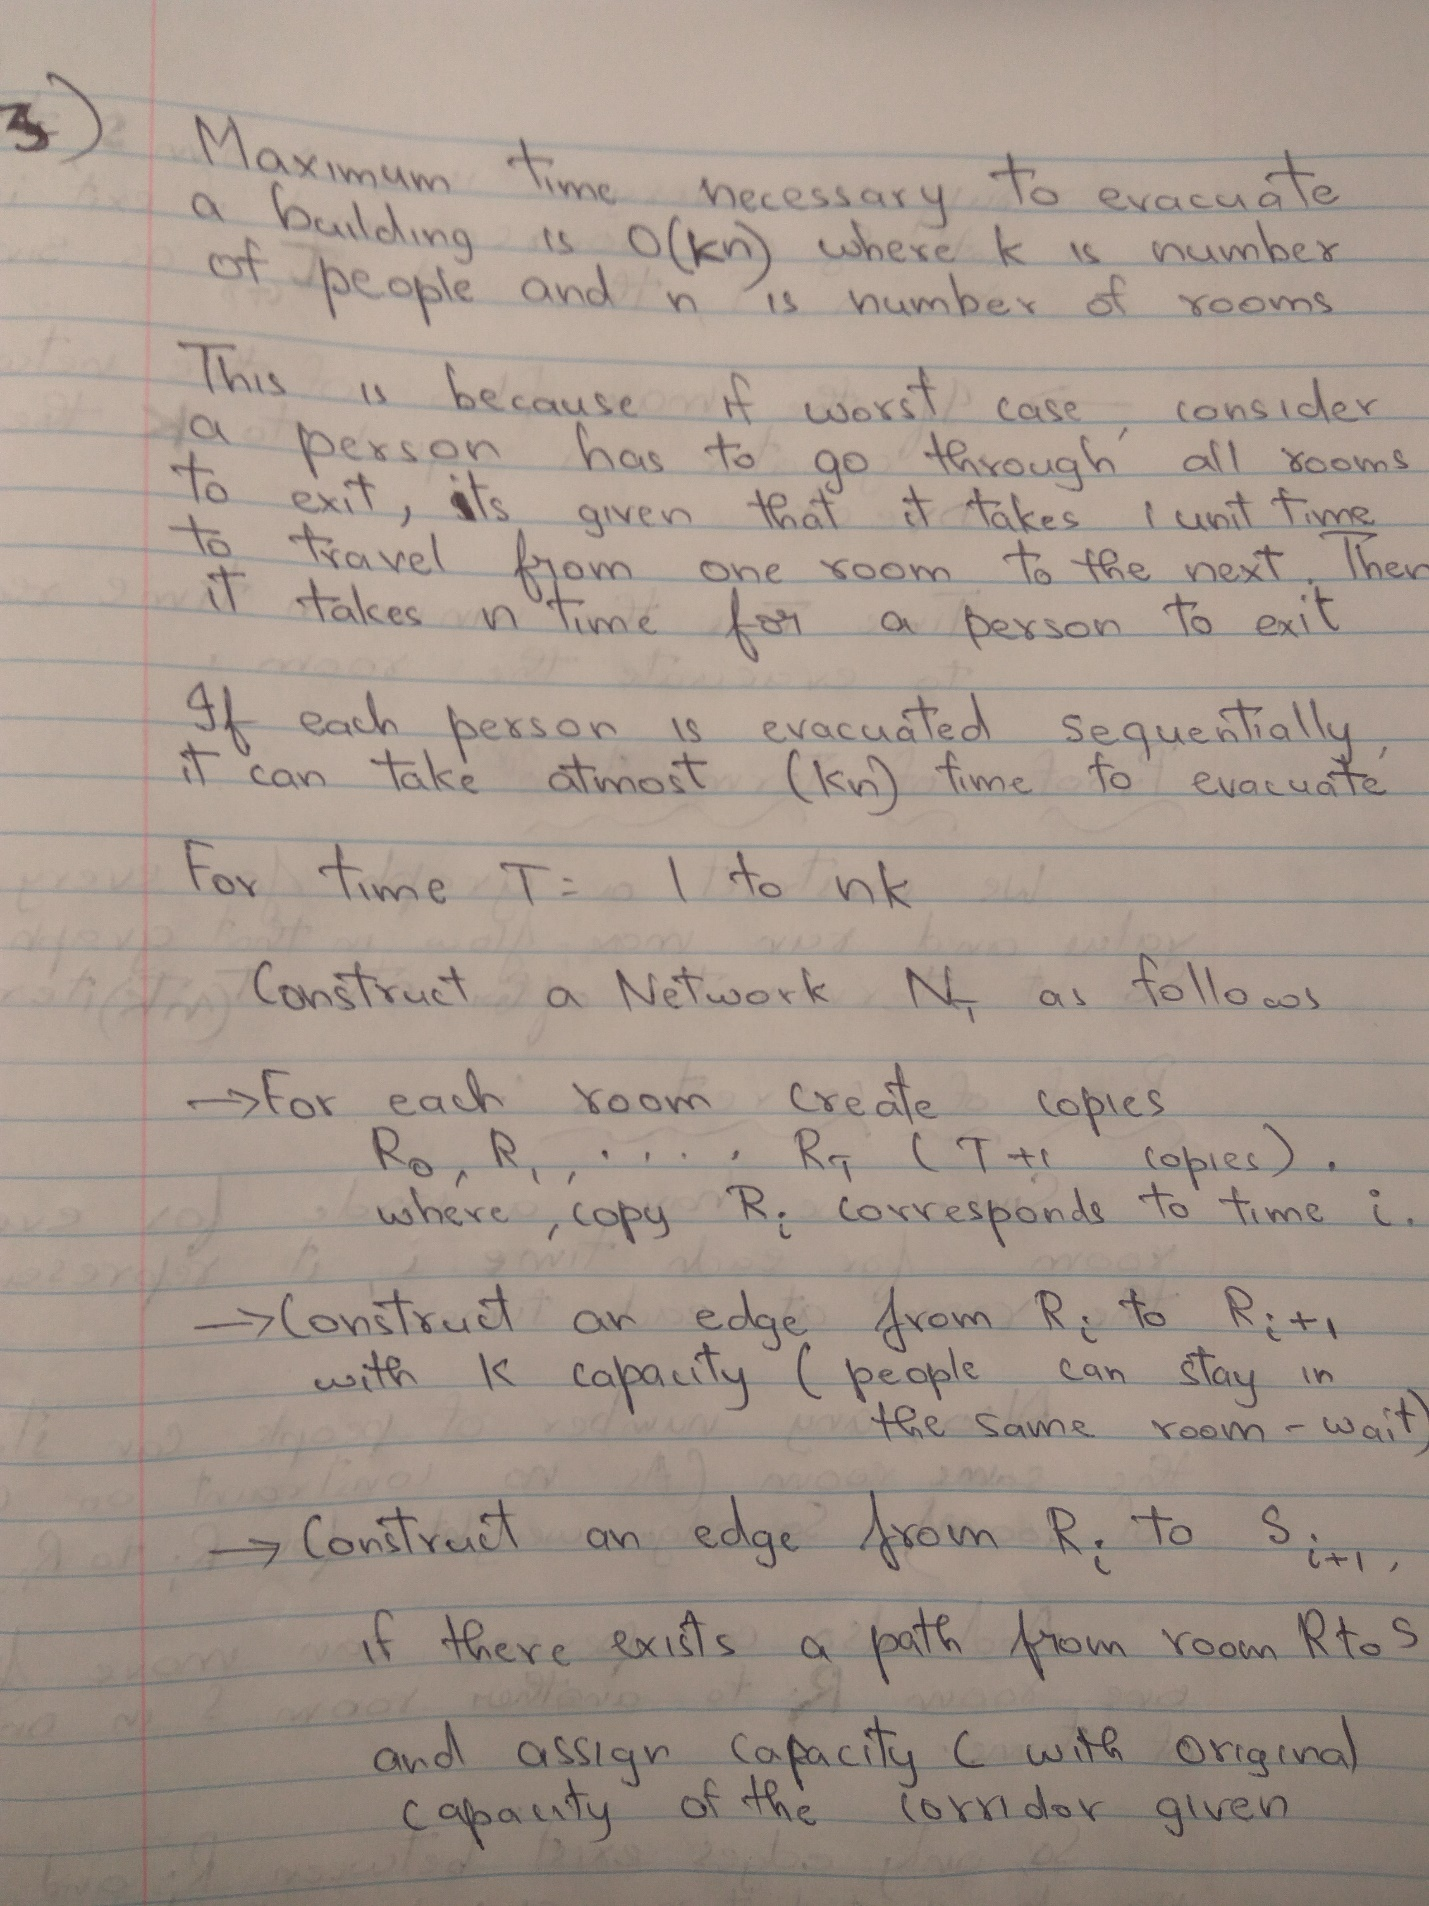 3) Maximum time necessary to evacuate
a building is O(kn) where k is number
of people and n is number of rooms
This is because if worst case, consider
a person has to go through all rooms
to exit, its given that it takes 1 unit time
to travel from one room to the next. Then
it takes n time for a person to exit
If each person is evacuated sequentially,
it can take atmost (kn) time to evacuate
For time T = 1 to nk
Construct a Network N_T as follows
→ For each room create copies
R_0, R_1, ..... R_T (T+1 copies).
where, copy R_i corresponds to time i.
→ Construct an edge from R_i to R_{i+1}
with K capacity (people can stay in
the same room - wait)
→ Construct an edge from R_i to S_{i+1},
if there exists a path from room R to S
and assign capacity C with original
capacity of the corridor given